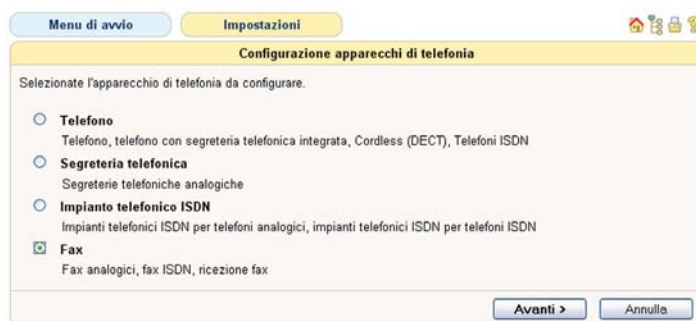 Menu di avvio
Impostazioni
Configurazione apparecchi di telefonia
Selezionate l'apparecchio di telefonia da configurare.
Telefono
Telefono, telefono con segreteria telefonica integrata, Cordless (DECT), Telefoni ISDN
Segreteria telefonica
Segreterie telefoniche analogiche
Impianto telefonico ISDN
Impianti telefonici ISDN per telefoni analogici, impianti telefonici ISDN per telefoni ISDN
Fax
Fax analogici, fax ISDN, ricezione fax
Avanti >
Annulla